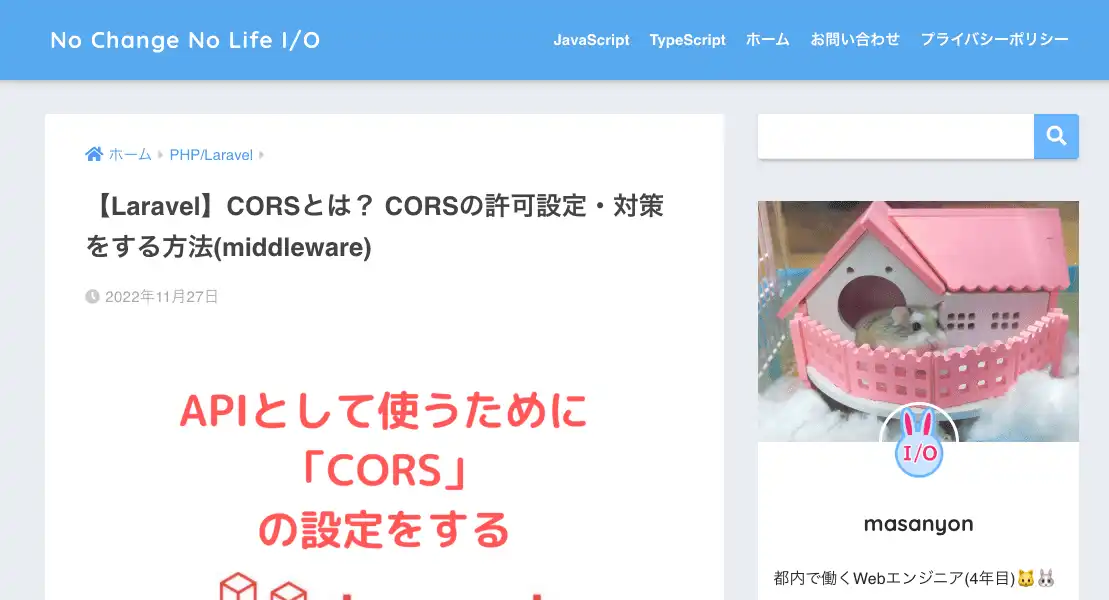 No Change No Life I/O
JavaScript TypeScript ホーム お問い合わせ プライバシーポリシー
ホーム PHP/Laravel
【Laravel】CORSとは？ CORSの許可設定・対策
をする方法(middleware)
2022年11月27日
APIとして使うために
「CORS」
の設定をする
I/O
masanyon
都内で働くWebエンジニア(4年目)🐱🐰